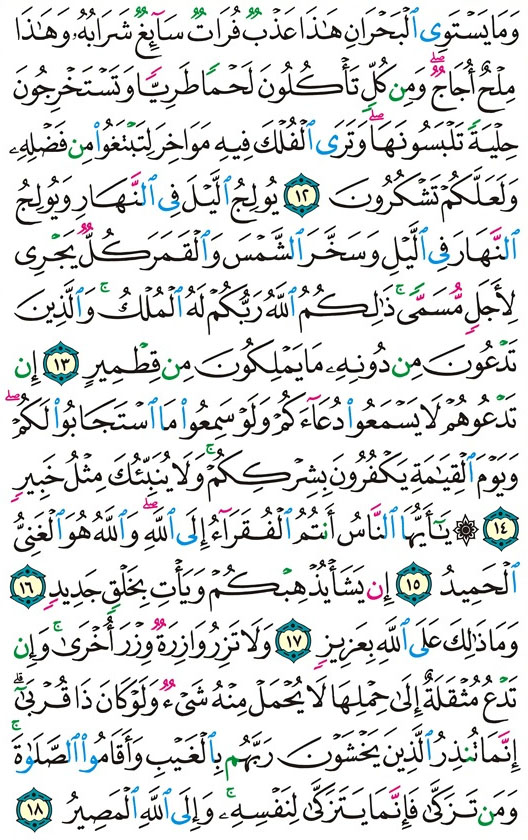 وَمَا يَسْتَوِى ٱلْبَحْرَانِ هَٰذَا عَذْبٌ فُرَاتٌ سَآئِغٌ شَرَابُهُۥ وَهَٰذَا
مِلْحٌ أُجَاجٌ ۖ وَمِن كُلٍّ تَأْكُلُونَ لَحْمًا طَرِيًّا وَتَسْتَخْرِجُونَ
حِلْيَةً تَلْبَسُونَهَا ۖ وَتَرَى ٱلْفُلْكَ فِيهِ مَوَاخِرَ لِتَبْتَغُوا۟ مِن فَضْلِهِۦ
وَلَعَلَّكُمْ تَشْكُرُونَ ١٢ يُولِجُ ٱلَّيْلَ فِى ٱلنَّهَارِ وَيُولِجُ
ٱلنَّهَارَ فِى ٱلَّيْلِ وَسَخَّرَ ٱلشَّمْسَ وَٱلْقَمَرَ كُلٌّ يَجْرِى
لِأَجَلٍ مُّسَمًّى ۚ ذَٰلِكُمُ ٱللَّهُ رَبُّكُمْ لَهُ ٱلْمُلْكُ ۚ وَٱلَّذِينَ
تَدْعُونَ مِن دُونِهِۦ مَا يَمْلِكُونَ مِن قِطْمِيرٍ ١٣ إِن
تَدْعُوهُمْ لَا يَسْمَعُوا۟ دُعَآءَكُمْ وَلَوْ سَمِعُوا۟ مَا ٱسْتَجَابُوا۟ لَكُمْ ۖ
وَيَوْمَ ٱلْقِيَٰمَةِ يَكْفُرُونَ بِشِرْكِكُمْ ۚ وَلَا يُنَبِّئُكَ مِثْلُ خَبِيرٍ
١٤ ۞ يَٰٓأَيُّهَا ٱلنَّاسُ أَنتُمُ ٱلْفُقَرَآءُ إِلَى ٱللَّهِ ۖ وَٱللَّهُ هُوَ ٱلْغَنِىُّ
ٱلْحَمِيدُ ١٥ إِن يَشَأْ يُذْهِبْكُمْ وَيَأْتِ بِخَلْقٍ جَدِيدٍ ١٦
وَمَا ذَٰلِكَ عَلَى ٱللَّهِ بِعَزِيزٍ ١٧ وَلَا تَزِرُ وَازِرَةٌ وِزْرَ أُخْرَىٰ ۚ وَإِن
تَدْعُ مُثْقَلَةٌ إِلَىٰ حِمْلِهَا لَا يُحْمَلْ مِنْهُ شَىْءٌ وَلَوْ كَانَ ذَا قُرْبَىٰٓ ۗ
إِنَّمَا تُنذِرُ ٱلَّذِينَ يَخْشَوْنَ رَبَّهُم بِٱلْغَيْبِ وَأَقَامُوا۟ ٱلصَّلَوٰةَ ۚ
وَمَن تَزَكَّىٰ فَإِنَّمَا يَتَزَكَّىٰ لِنَفْسِهِۦ ۚ وَإِلَى ٱللَّهِ ٱلْمَصِيرُ ١٨